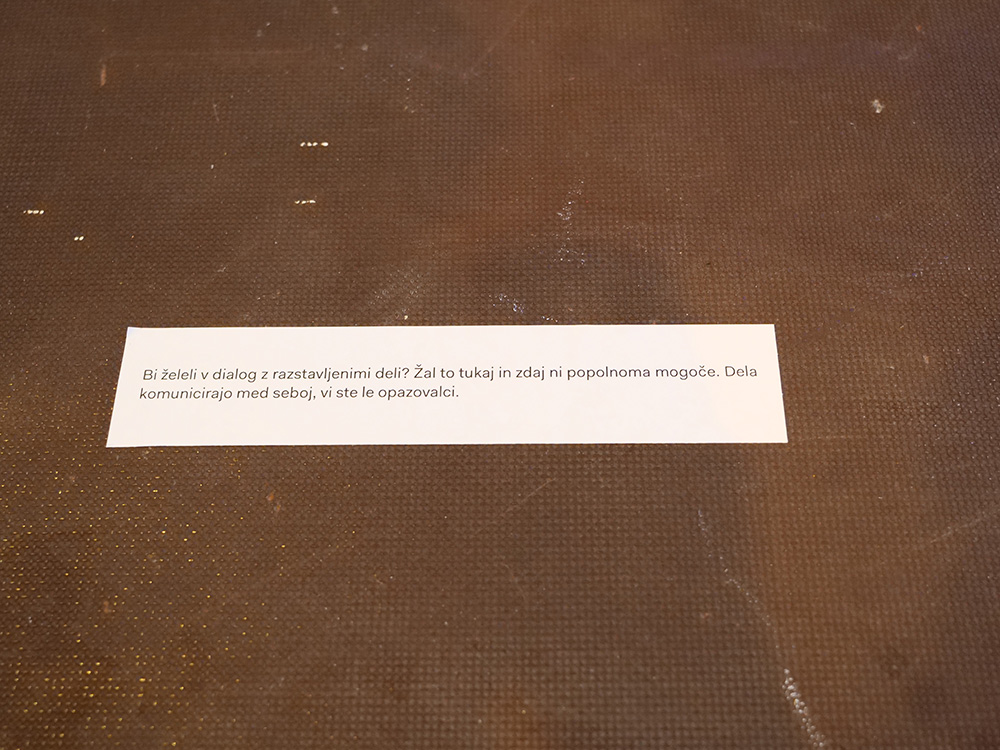 Bi želeli v dialog z razstavljenimi deli? Žal to tukaj in zdaj ni popolnoma mogoče. Dela
komunicirajo med seboj, vi ste le opazovalci.